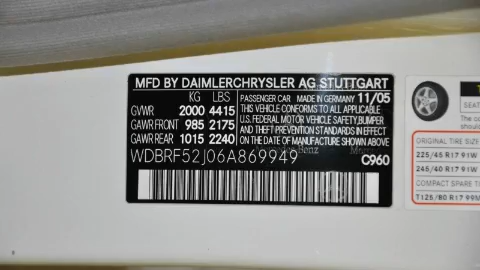 MFD BY DAIMLERCHRYSLER AG STUTTGART
KG LBS
PASSENGER CAR MADE IN GERMANY 11/05
GVWR 2000 4415
THIS VEHICLE CONFORMS TO ALL APPLICABLE
GAWR FRONT 985 2175
U.S. FEDERAL MOTOR VEHICLE SAFETY, BUMPER
AND THEFT PREVENTION STANDARDS IN EFFECT
GAWR REAR 1015 2240
ON THE DATE OF MANUFACTURE SHOWN ABOVE
WDBRF52J06A869949
C960
SEATI
The c
should
ORIGINAL TIRE SIZE
225/45 R17 91W
245/40 R17 91W
COMPACT SPARE
T125/80 R17 99M